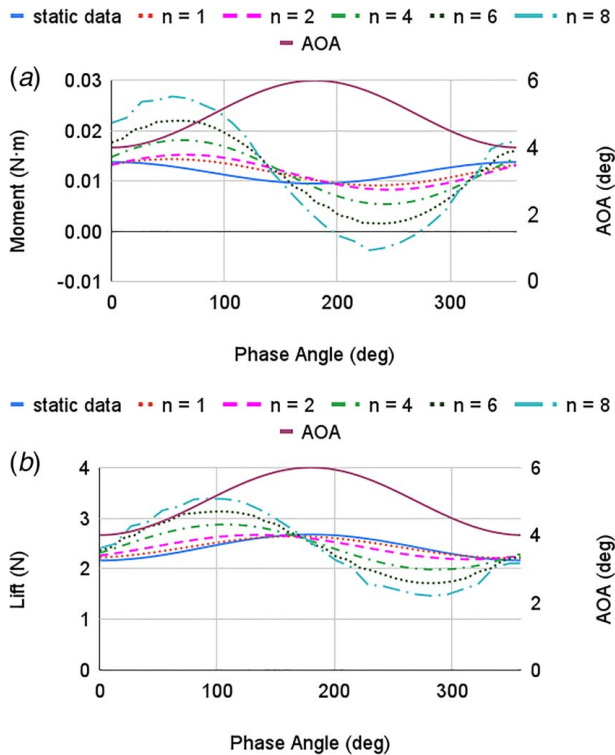 static data n = 1 n = 2 n = 4 n = 6 n = 8
AOA
(a)
0.03 6
0.02 4
0.01
2
0.00
-0.01 0
0 100 200 300
Moment (N·m)
AOA (deg)
Phase Angle (deg)
static data n = 1 n = 2 n = 4 n = 6 n = 8
AOA
(b)
4 6
3
4
2
2
1
0 0
0 100 200 300
Lift (N)
AOA (deg)
Phase Angle (deg)